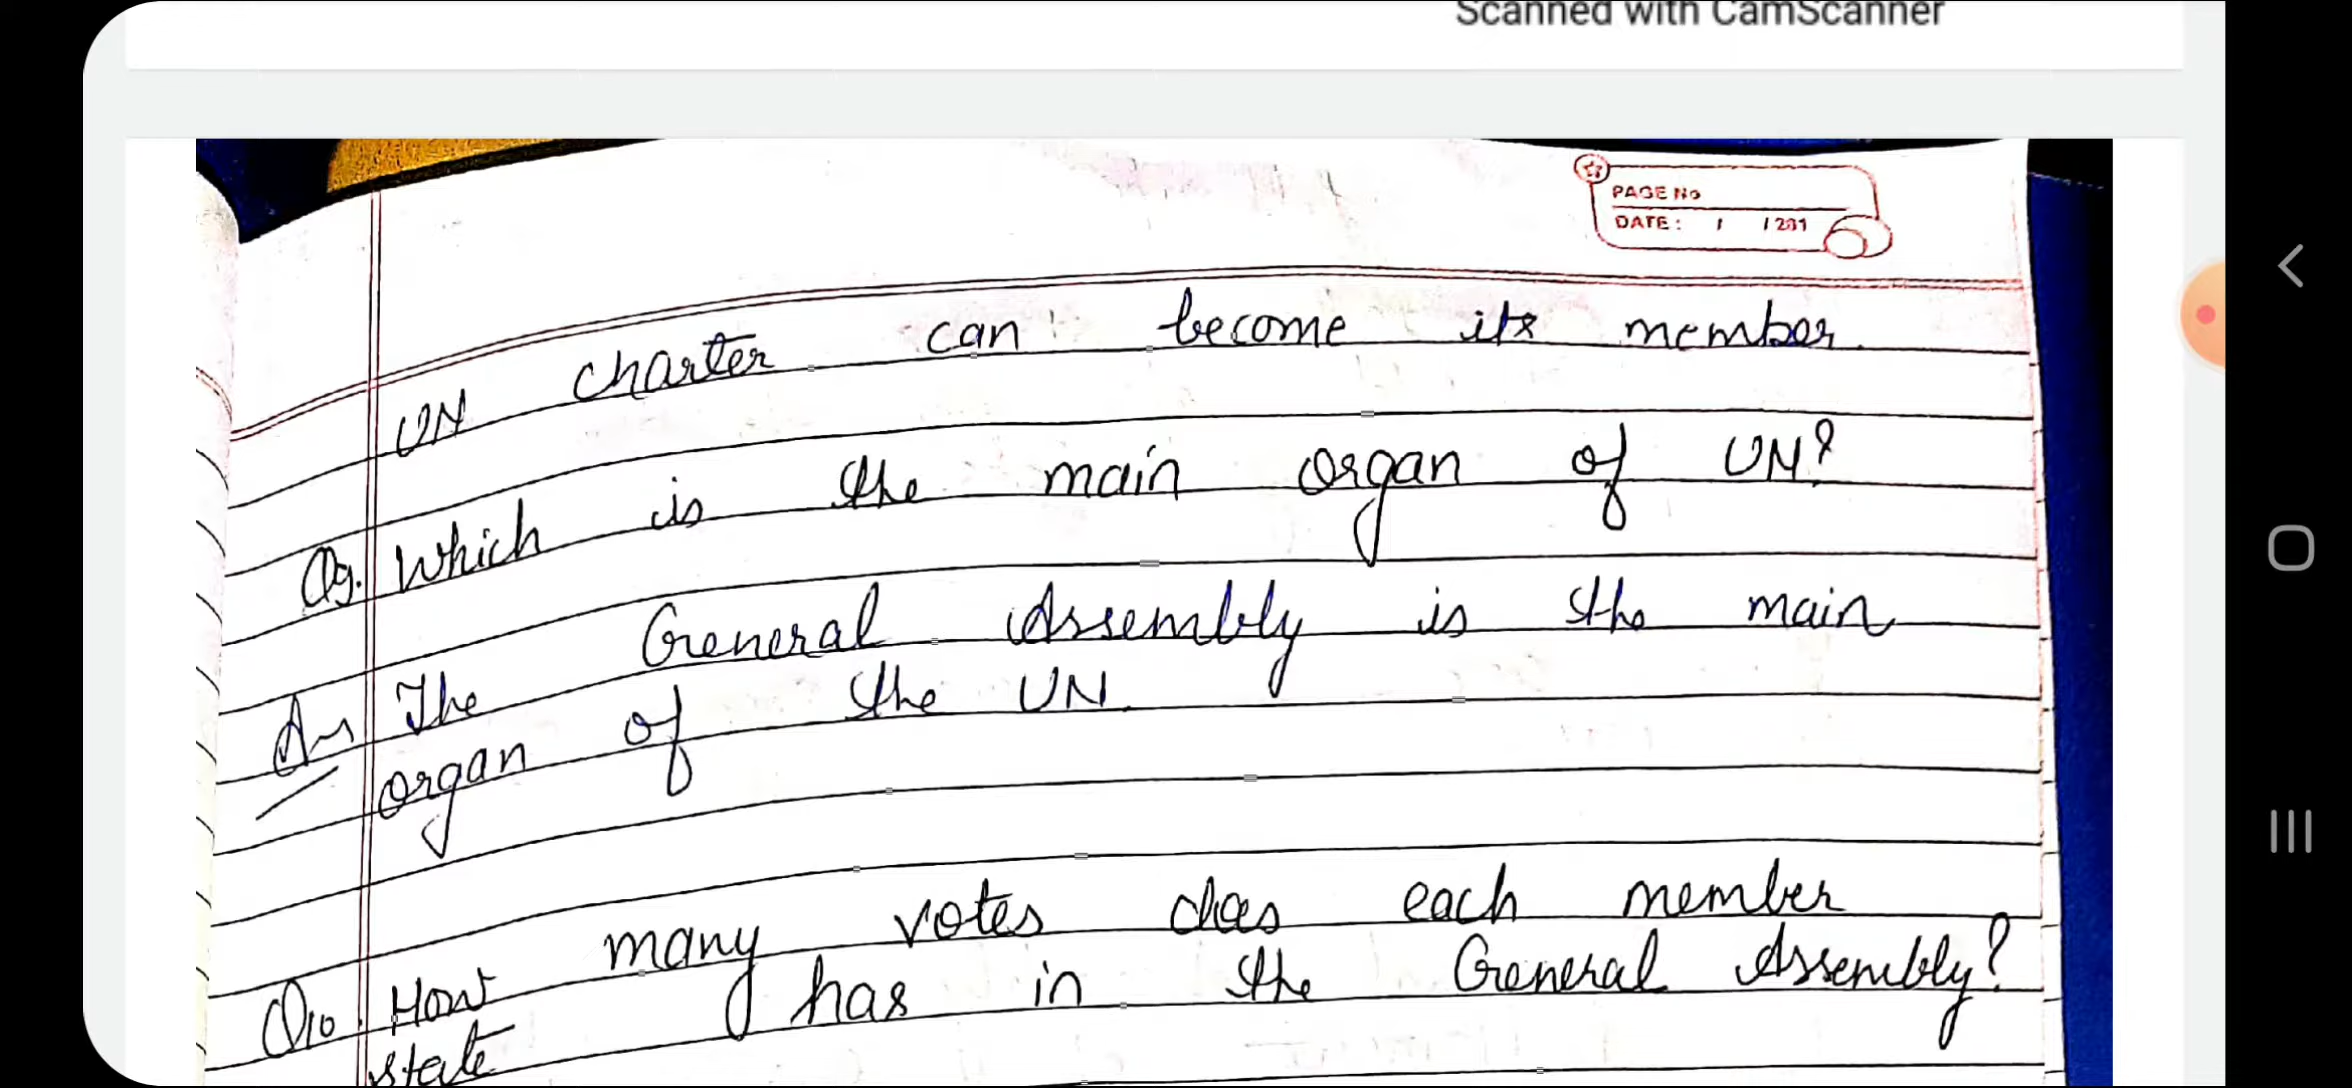 Scanned with CamScanner
PAGE No
DATE: / /201
UN charter can become its member.
Q9. Which is the main organ of UN?
Ans The General Assembly is the main
organ of the UN.
Q10. How many votes does each member
state has in the General Assembly?